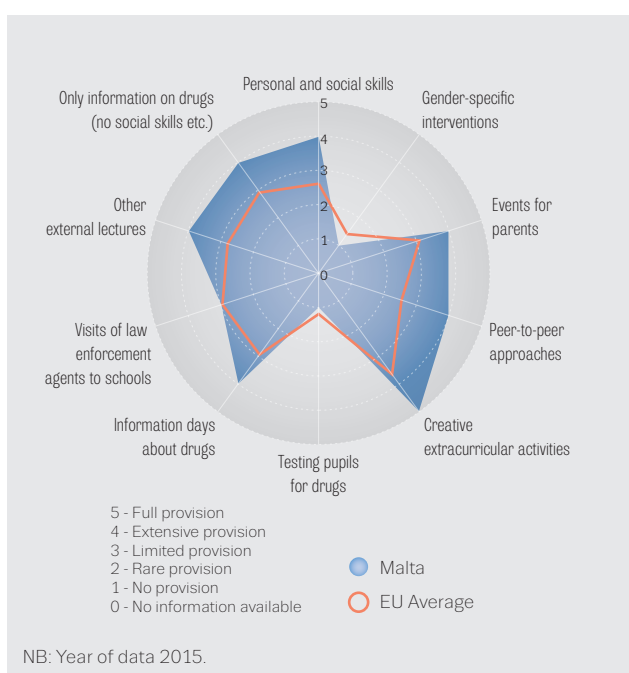 Personal and social skills
Gender-specific
interventions
Events for
parents
Peer-to-peer
approaches
Creative
extracurricular activities
Testing pupils
for drugs
Information days
about drugs
Visits of law
enforcement
agents to schools
Other
external lectures
Only information on drugs
(no social skills etc.)
5
4
3
2
1
0
5 - Full provision
4 - Extensive provision
3 - Limited provision
2 - Rare provision
1 - No provision
0 - No information available
Malta
EU Average
NB: Year of data 2015.